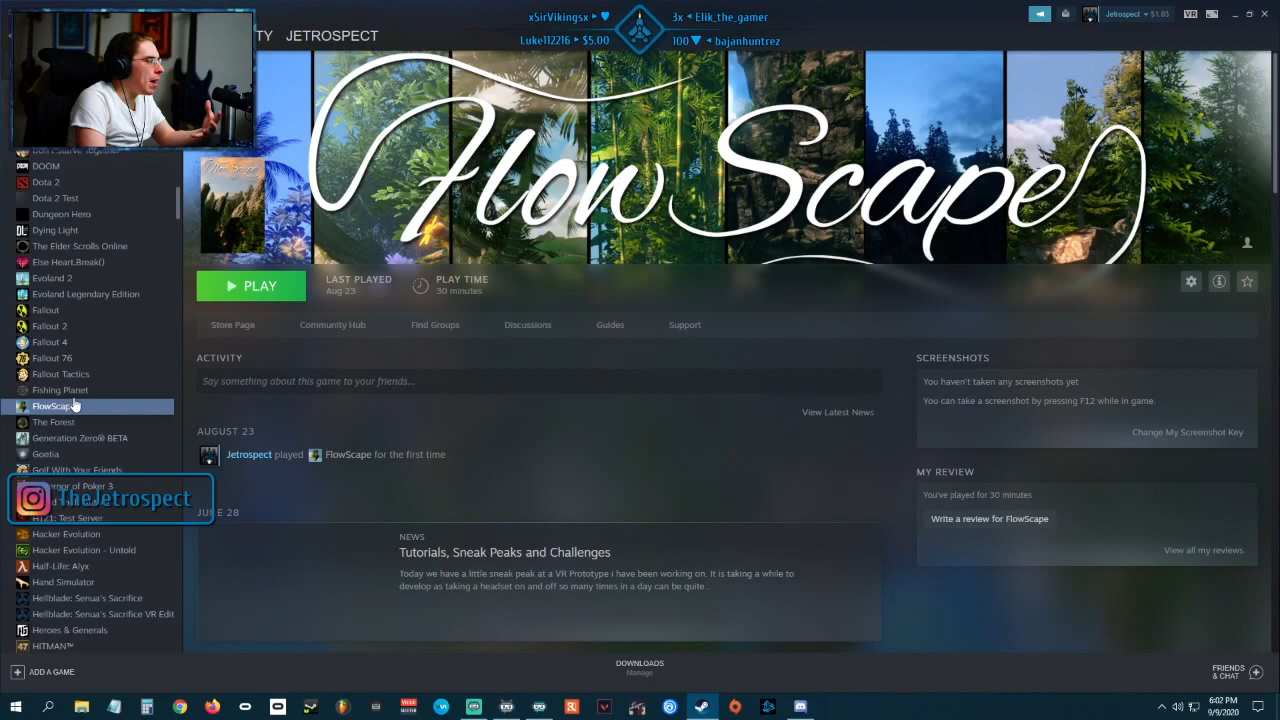 xSirVikingsx ▸ ♥
3x ◂ Elik_the_gamer
Luke112216 ▸ $5.00
100▼ ◂ bajanhuntrez
JETROSPECT
Jetrospect $1.03
VR
FlowScape
DOOM
Dota 2
Dota 2 Test
Dungeon Hero
Dying Light
The Elder Scrolls Online
Else Heart.Break()
Evoland 2
Evoland Legendary Edition
Fallout
Fallout 2
Fallout 4
Fallout 76
Fallout Tactics
Fishing Planet
FlowScape
The Forest
Generation Zero® BETA
Goetia
Golf With Your Friends
of Poker 3
TheJetrospect
H1Z1: Test Server
Hacker Evolution
Hacker Evolution - Untold
Half-Life: Alyx
Hand Simulator
Hellblade: Senua's Sacrifice
Hellblade: Senua's Sacrifice VR Edit
Heroes & Generals
HITMAN™
ADD A GAME
PLAY
LAST PLAYED
Aug 23
PLAY TIME
30 minutes
Store Page
Community Hub
Find Groups
Discussions
Guides
Support
ACTIVITY
Say something about this game to your friends...
View Latest News
AUGUST 23
Jetrospect played FlowScape for the first time
JUNE 28
NEWS
Tutorials, Sneak Peaks and Challenges
Today we have a little sneak peak at a VR Prototype i have been working on. It is taking a while to
develop as taking a headset on and off so many times in a day can be quite...
SCREENSHOTS
You haven't taken any screenshots yet
You can take a screenshot by pressing F12 while in game.
Change My Screenshot Key
MY REVIEW
You've played for 30 minutes
Write a review for FlowScape
View all my reviews
DOWNLOADS
Manage
FRIENDS
& CHAT
6:02 PM
9/9/2020